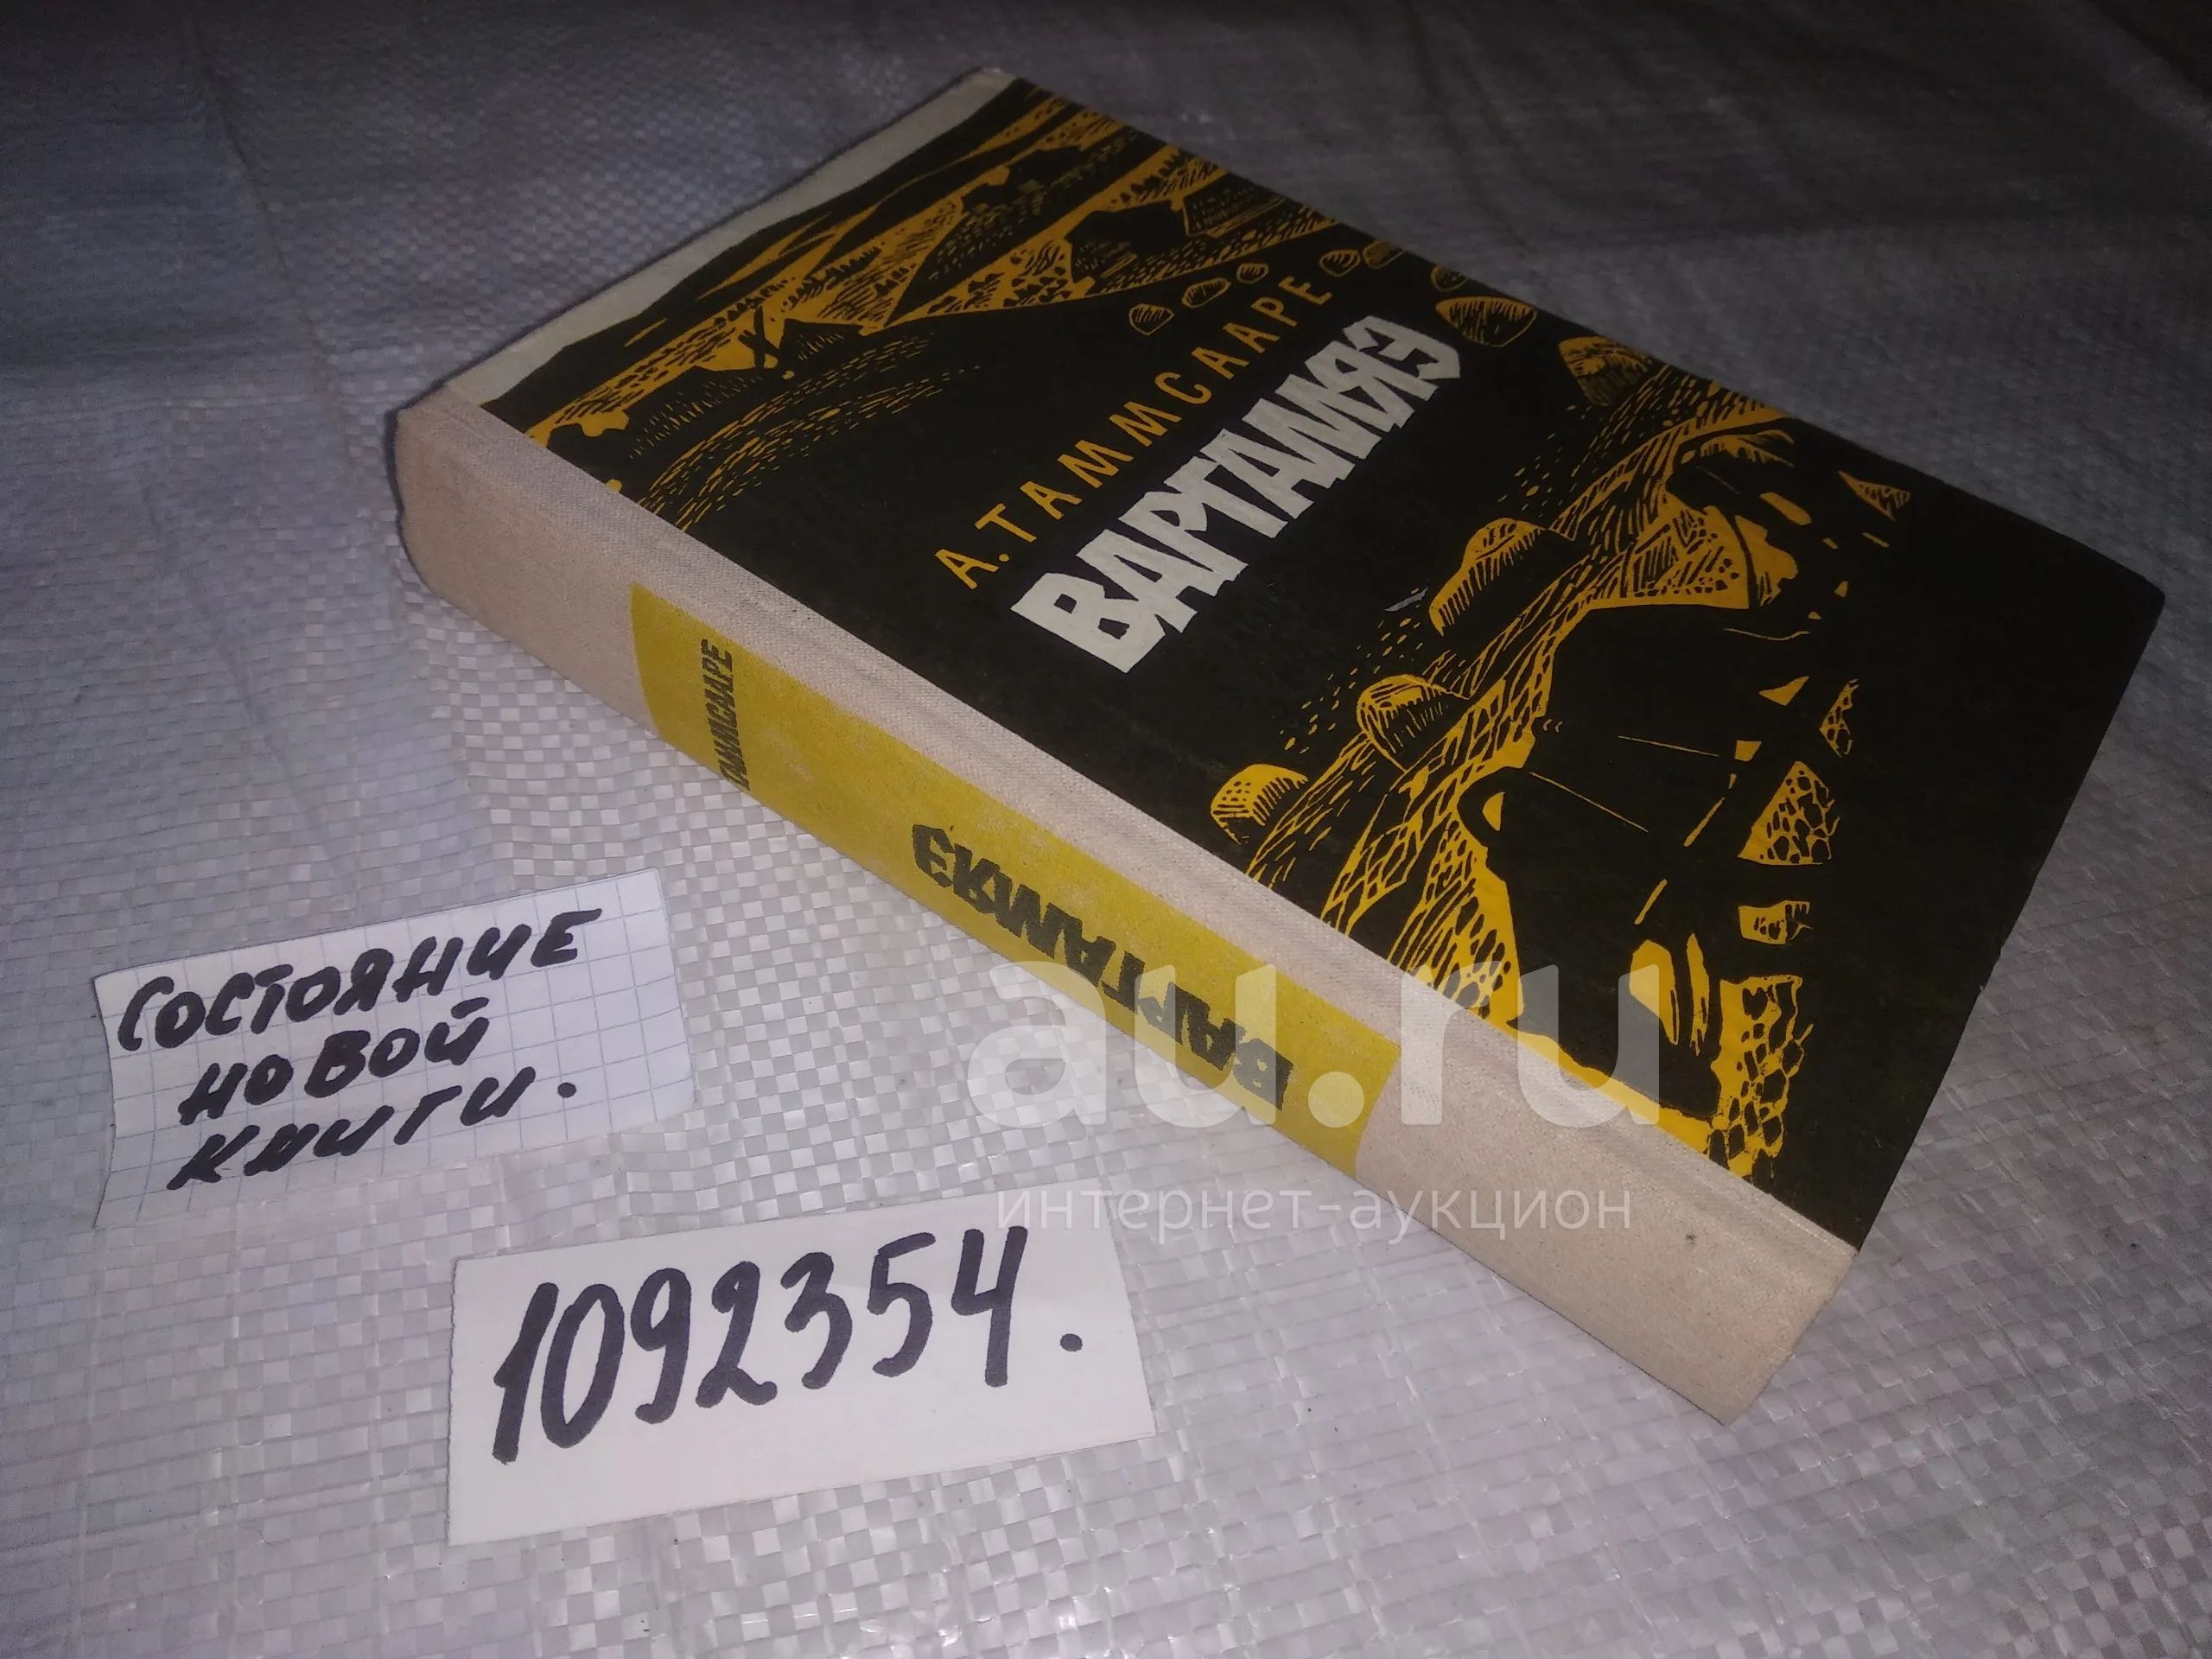 А. ТАММСААРЕ
ВАРГАМЯЭ
ТАММСААРЕ
ВАРГАМЯЭ
au.ru
интернет-аукцион
СОСТОЯНИЕ
НОВОЙ
КНИГИ.
1092354.